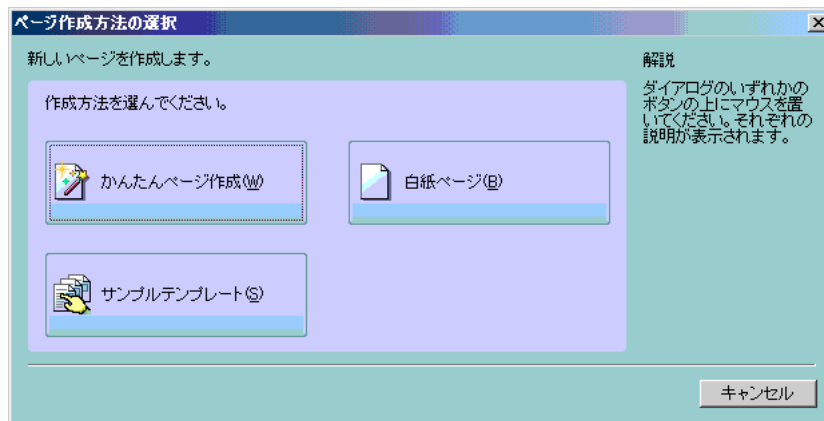 ページ作成方法の選択
新しいページを作成します。
作成方法を選んでください。
かんたんページ作成(W)
白紙ページ(B)
サンプルテンプレート(S)
解説
ダイアログのいずれかの
ボタンの上にマウスを置
いてください。それぞれの
説明が表示されます。
キャンセル